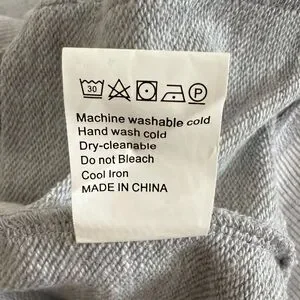 30 P
Machine washable cold
Hand wash cold
Dry-cleanable
Do not Bleach
Cool Iron
MADE IN CHINA